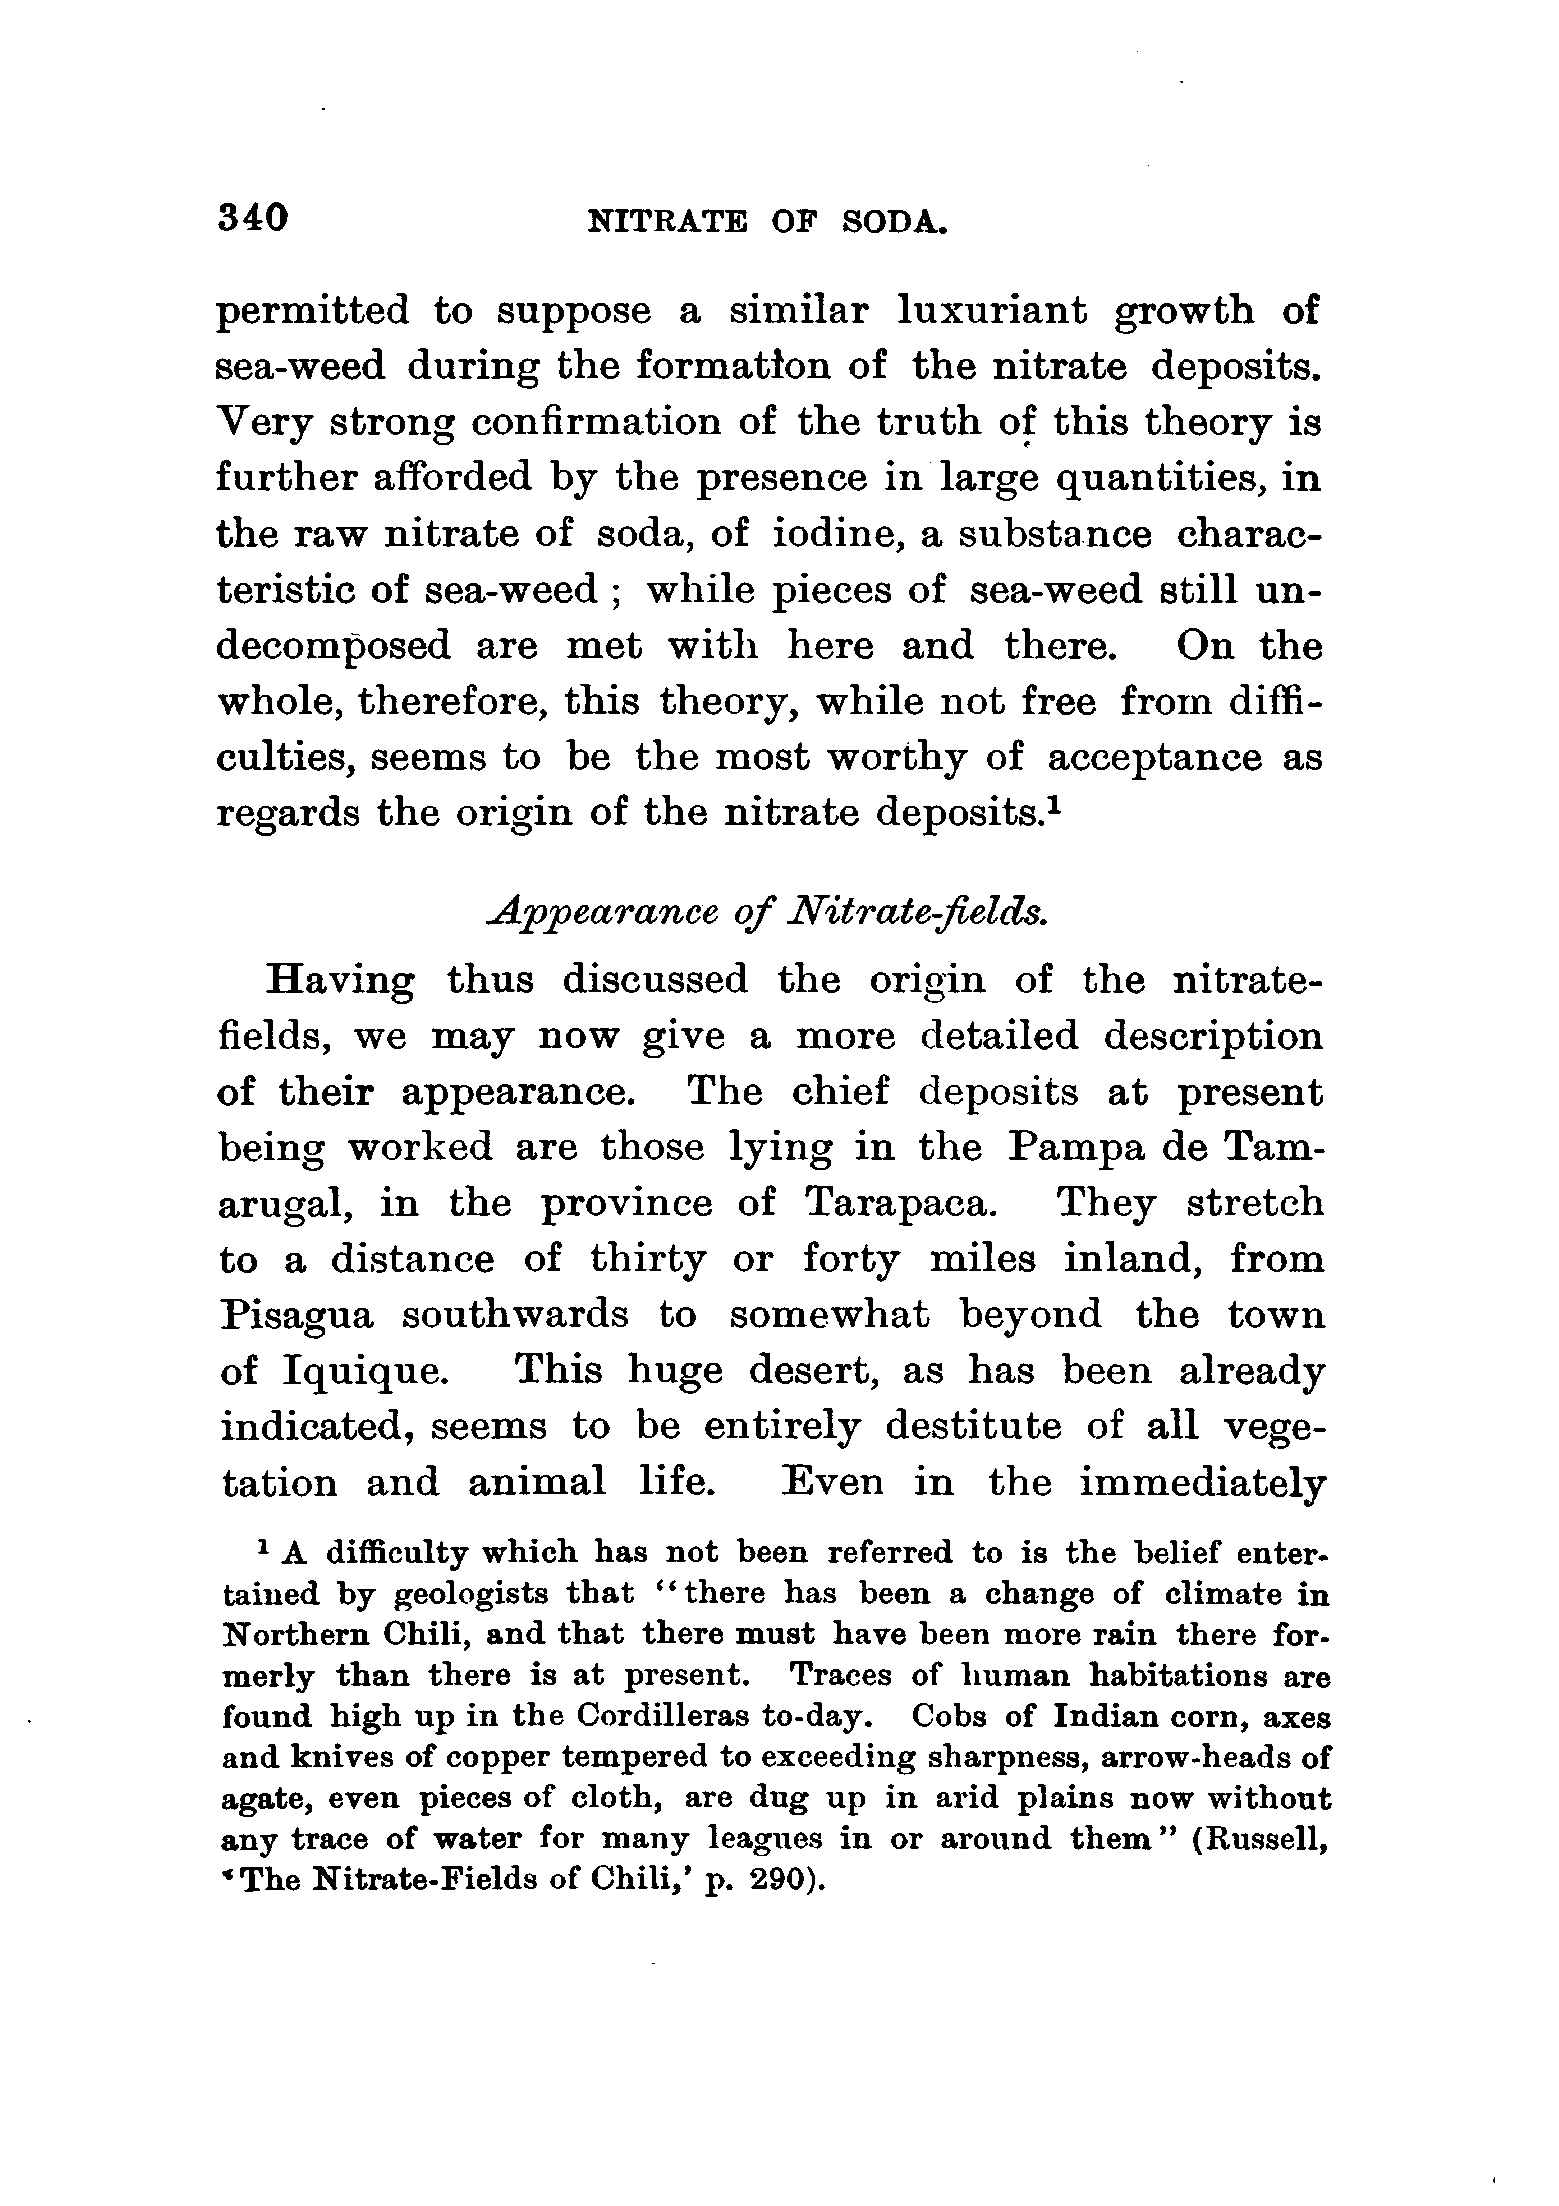 340 NITRATE OF SODA.
permitted to suppose a similar luxuriant growth of
sea-weed during the formation of the nitrate deposits.
Very strong confirmation of the truth of this theory is
further afforded by the presence in large quantities, in
the raw nitrate of soda, of iodine, a substance charac-
teristic of sea-weed ; while pieces of sea-weed still un-
decomposed are met with here and there. On the
whole, therefore, this theory, while not free from diffi-
culties, seems to be the most worthy of acceptance as
regards the origin of the nitrate deposits.¹
Appearance of Nitrate-fields.
Having thus discussed the origin of the nitrate-
fields, we may now give a more detailed description
of their appearance. The chief deposits at present
being worked are those lying in the Pampa de Tam-
arugal, in the province of Tarapaca. They stretch
to a distance of thirty or forty miles inland, from
Pisagua southwards to somewhat beyond the town
of Iquique. This huge desert, as has been already
indicated, seems to be entirely destitute of all vege-
tation and animal life. Even in the immediately
¹ A difficulty which has not been referred to is the belief enter-
tained by geologists that “there has been a change of climate in
Northern Chili, and that there must have been more rain there for-
merly than there is at present. Traces of human habitations are
found high up in the Cordilleras to-day. Cobs of Indian corn, axes
and knives of copper tempered to exceeding sharpness, arrow-heads of
agate, even pieces of cloth, are dug up in arid plains now without
any trace of water for many leagues in or around them” (Russell,
‘The Nitrate-Fields of Chili,’ p. 290).